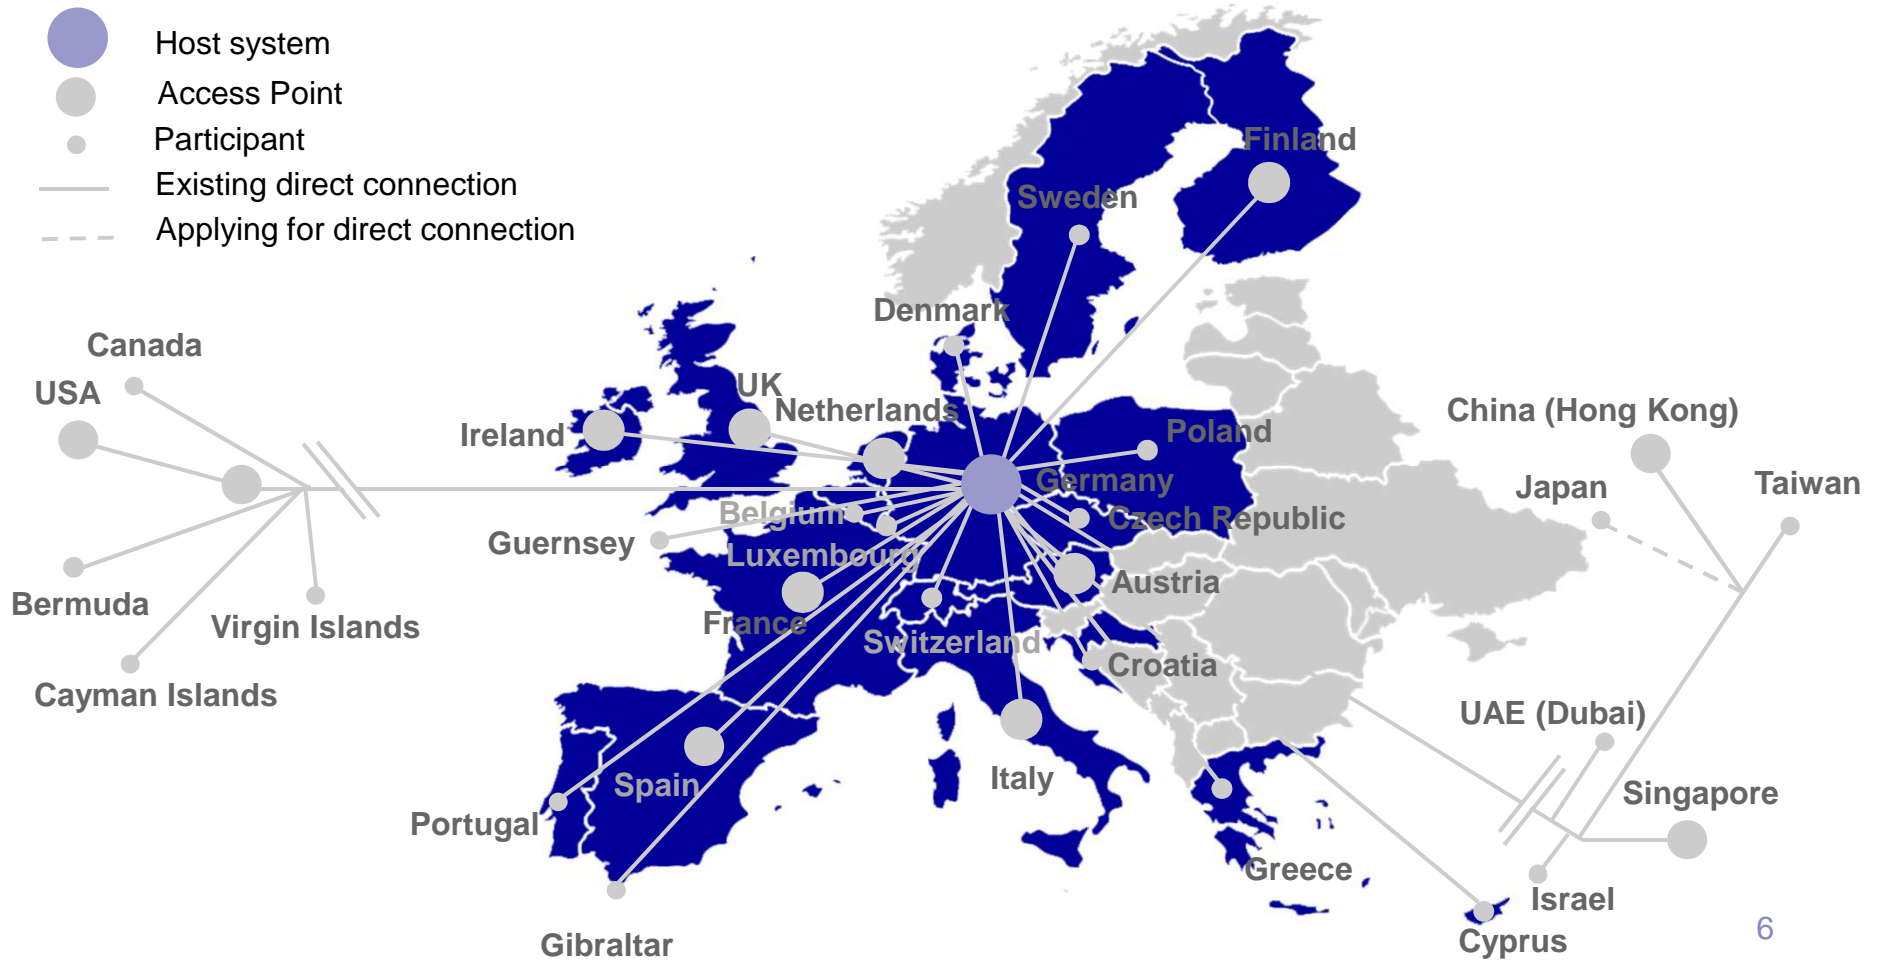 Host system
Access Point
Participant
Existing direct connection
Applying for direct connection
Finland
Sweden
Denmark
Canada
USA
UK
Netherlands
Ireland
Poland
China (Hong Kong)
Germany
Japan
Taiwan
Belgium
Czech Republic
Guernsey
Luxembourg
Austria
Bermuda
Virgin Islands
France
Switzerland
Croatia
Cayman Islands
UAE (Dubai)
Spain
Italy
Singapore
Portugal
Greece
Israel
Gibraltar
Cyprus
6